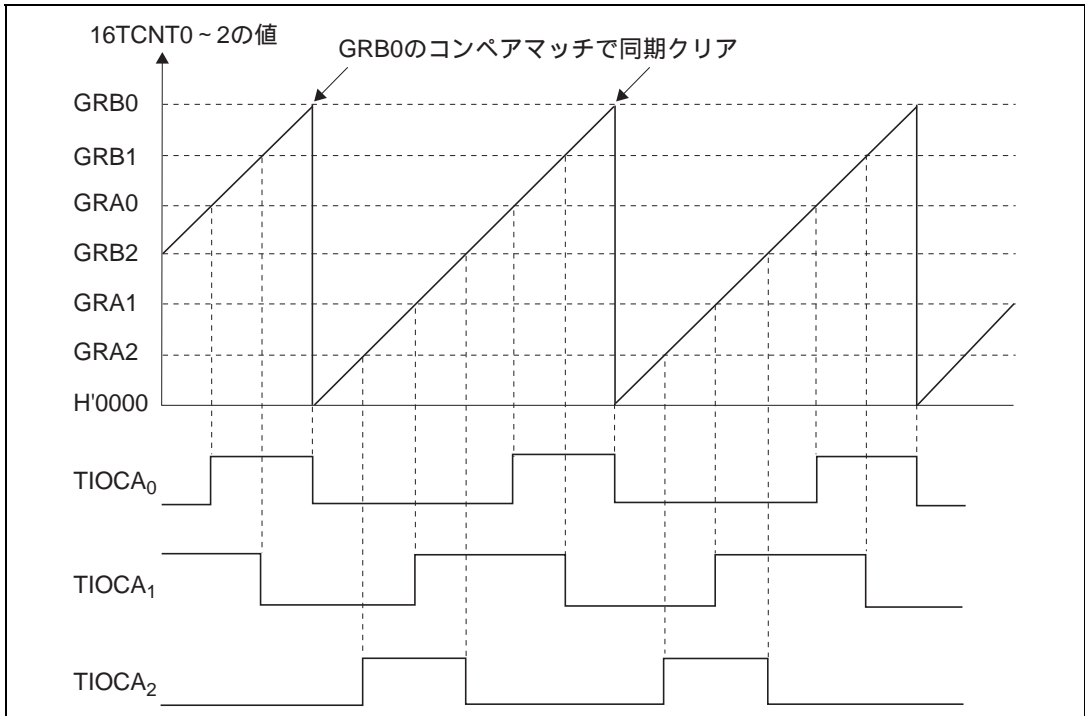 16TCNT0～2の値
GRB0のコンペアマッチで同期クリア
GRB0
GRB1
GRA0
GRB2
GRA1
GRA2
H'0000
TIOCA0
TIOCA1
TIOCA2